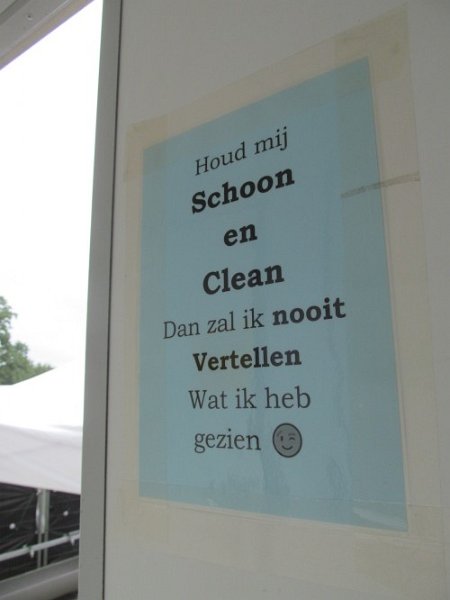 Houd mij
Schoon
en
Clean
Dan zal ik nooit
Vertellen
Wat ik heb
gezien